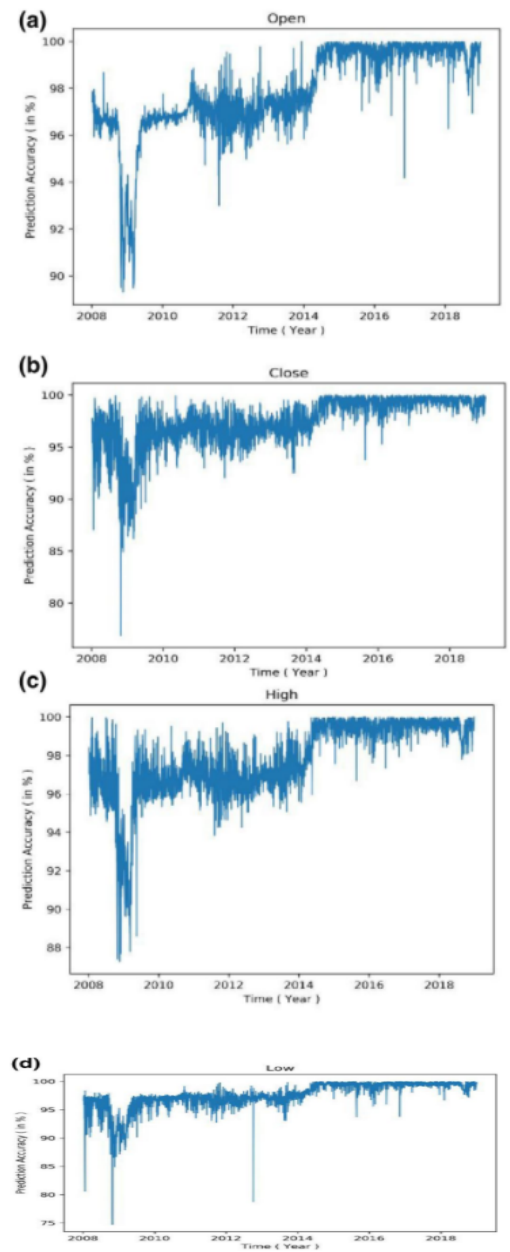 (a)
Open
Prediction Accuracy ( in % )
100
98
96
94
92
90
2008 2010 2012 2014 2016 2018
Time ( Year )
(b)
Close
Prediction Accuracy ( in % )
100
95
90
85
80
2008 2010 2012 2014 2016 2018
Time ( Year )
(c)
High
Prediction Accuracy ( in % )
100
98
96
94
92
90
88
2008 2010 2012 2014 2016 2018
Time ( Year )
(d)
Low
Prediction Accuracy ( in % )
100
95
90
85
80
75
2008 2010 2012 2014 2016 2018
Time ( Year )